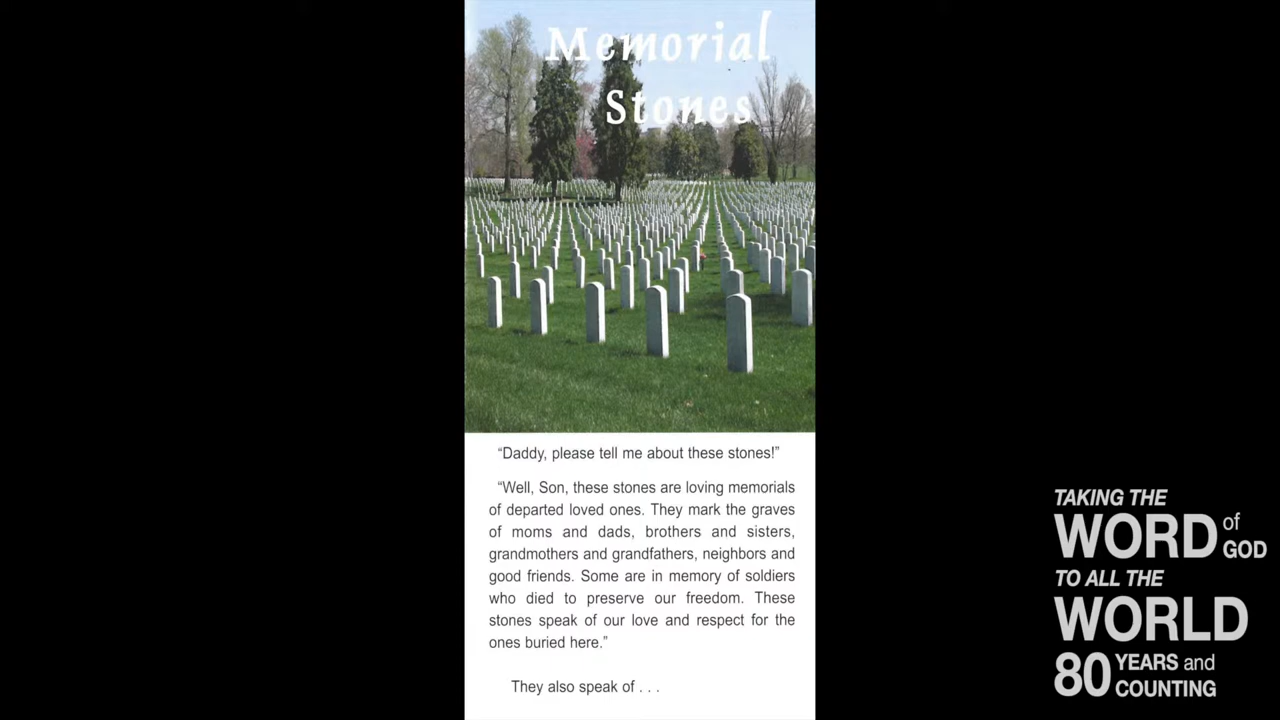 Memorial
Stones
“Daddy, please tell me about these stones!”
“Well, Son, these stones are loving memorials
of departed loved ones. They mark the graves
of moms and dads, brothers and sisters,
grandmothers and grandfathers, neighbors and
good friends. Some are in memory of soldiers
who died to preserve our freedom. These
stones speak of our love and respect for the
ones buried here.”
They also speak of . . .
TAKING THE
WORD of GOD
TO ALL THE
WORLD
80 YEARS and
COUNTING